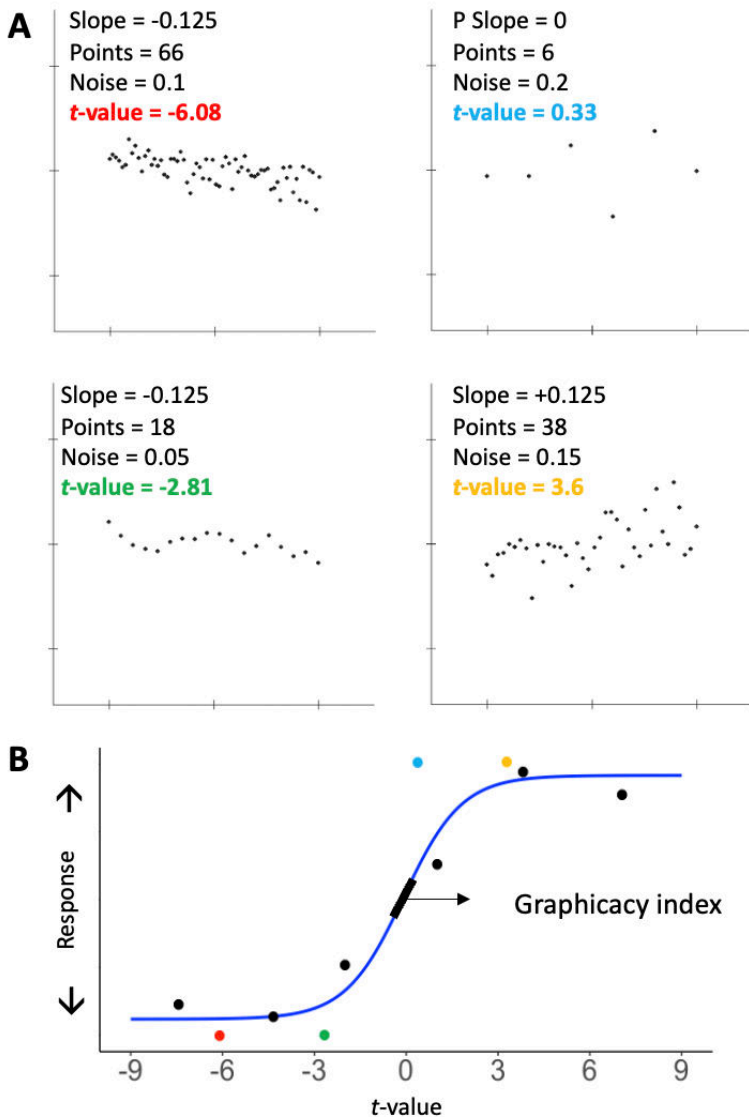 A
Slope = -0.125
Points = 66
Noise = 0.1
t-value = -6.08
P Slope = 0
Points = 6
Noise = 0.2
t-value = 0.33
Slope = -0.125
Points = 18
Noise = 0.05
t-value = -2.81
Slope = +0.125
Points = 38
Noise = 0.15
t-value = 3.6
B
↑
Response
↓
Graphicacy index
-9 -6 -3 0 3 6 9
t-value